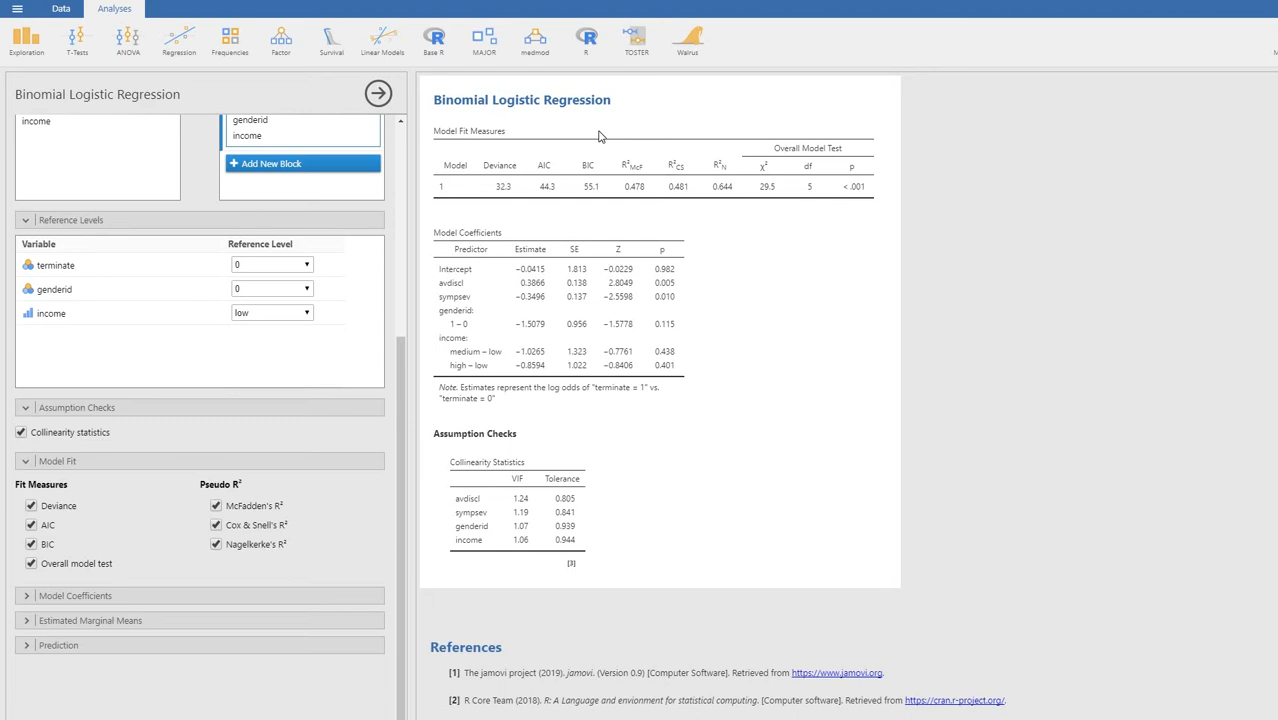 Data Analyses
Exploration T-Tests ANOVA Regression Frequencies Factor Survival Linear Models Base R MAJOR medmod R TOSTER Walrus
Binomial Logistic Regression
income
genderid
income
+ Add New Block
Reference Levels
Variable Reference Level
terminate 0
genderid 0
income low
Assumption Checks
Collinearity statistics
Model Fit
Fit Measures Pseudo R²
Deviance McFadden's R²
AIC Cox & Snell's R²
BIC Nagelkerke's R²
Overall model test
Model Coefficients
Estimated Marginal Means
Prediction
Binomial Logistic Regression
Model Fit Measures
Overall Model Test
Model Deviance AIC BIC R²McF R²CS R²N χ² df p
1 32.3 44.3 55.1 0.478 0.481 0.644 29.5 5 < .001
Model Coefficients
Predictor Estimate SE Z p
Intercept −0.0415 1.813 −0.0229 0.982
avdiscl 0.3866 0.138 2.8049 0.005
sympsev −0.3496 0.137 −2.5598 0.010
genderid:
1 – 0 −1.5079 0.956 −1.5778 0.115
income:
medium – low −1.0265 1.323 −0.7761 0.438
high – low −0.8594 1.022 −0.8406 0.401
Note. Estimates represent the log odds of "terminate = 1" vs.
"terminate = 0"
Assumption Checks
Collinearity Statistics
VIF Tolerance
avdiscl 1.24 0.805
sympsev 1.19 0.841
genderid 1.07 0.939
income 1.06 0.944
[3]
References
[1] The jamovi project (2019). jamovi. (Version 0.9) [Computer Software]. Retrieved from https://www.jamovi.org.
[2] R Core Team (2018). R: A Language and envionment for statistical computing. [Computer software]. Retrieved from https://cran.r-project.org/.